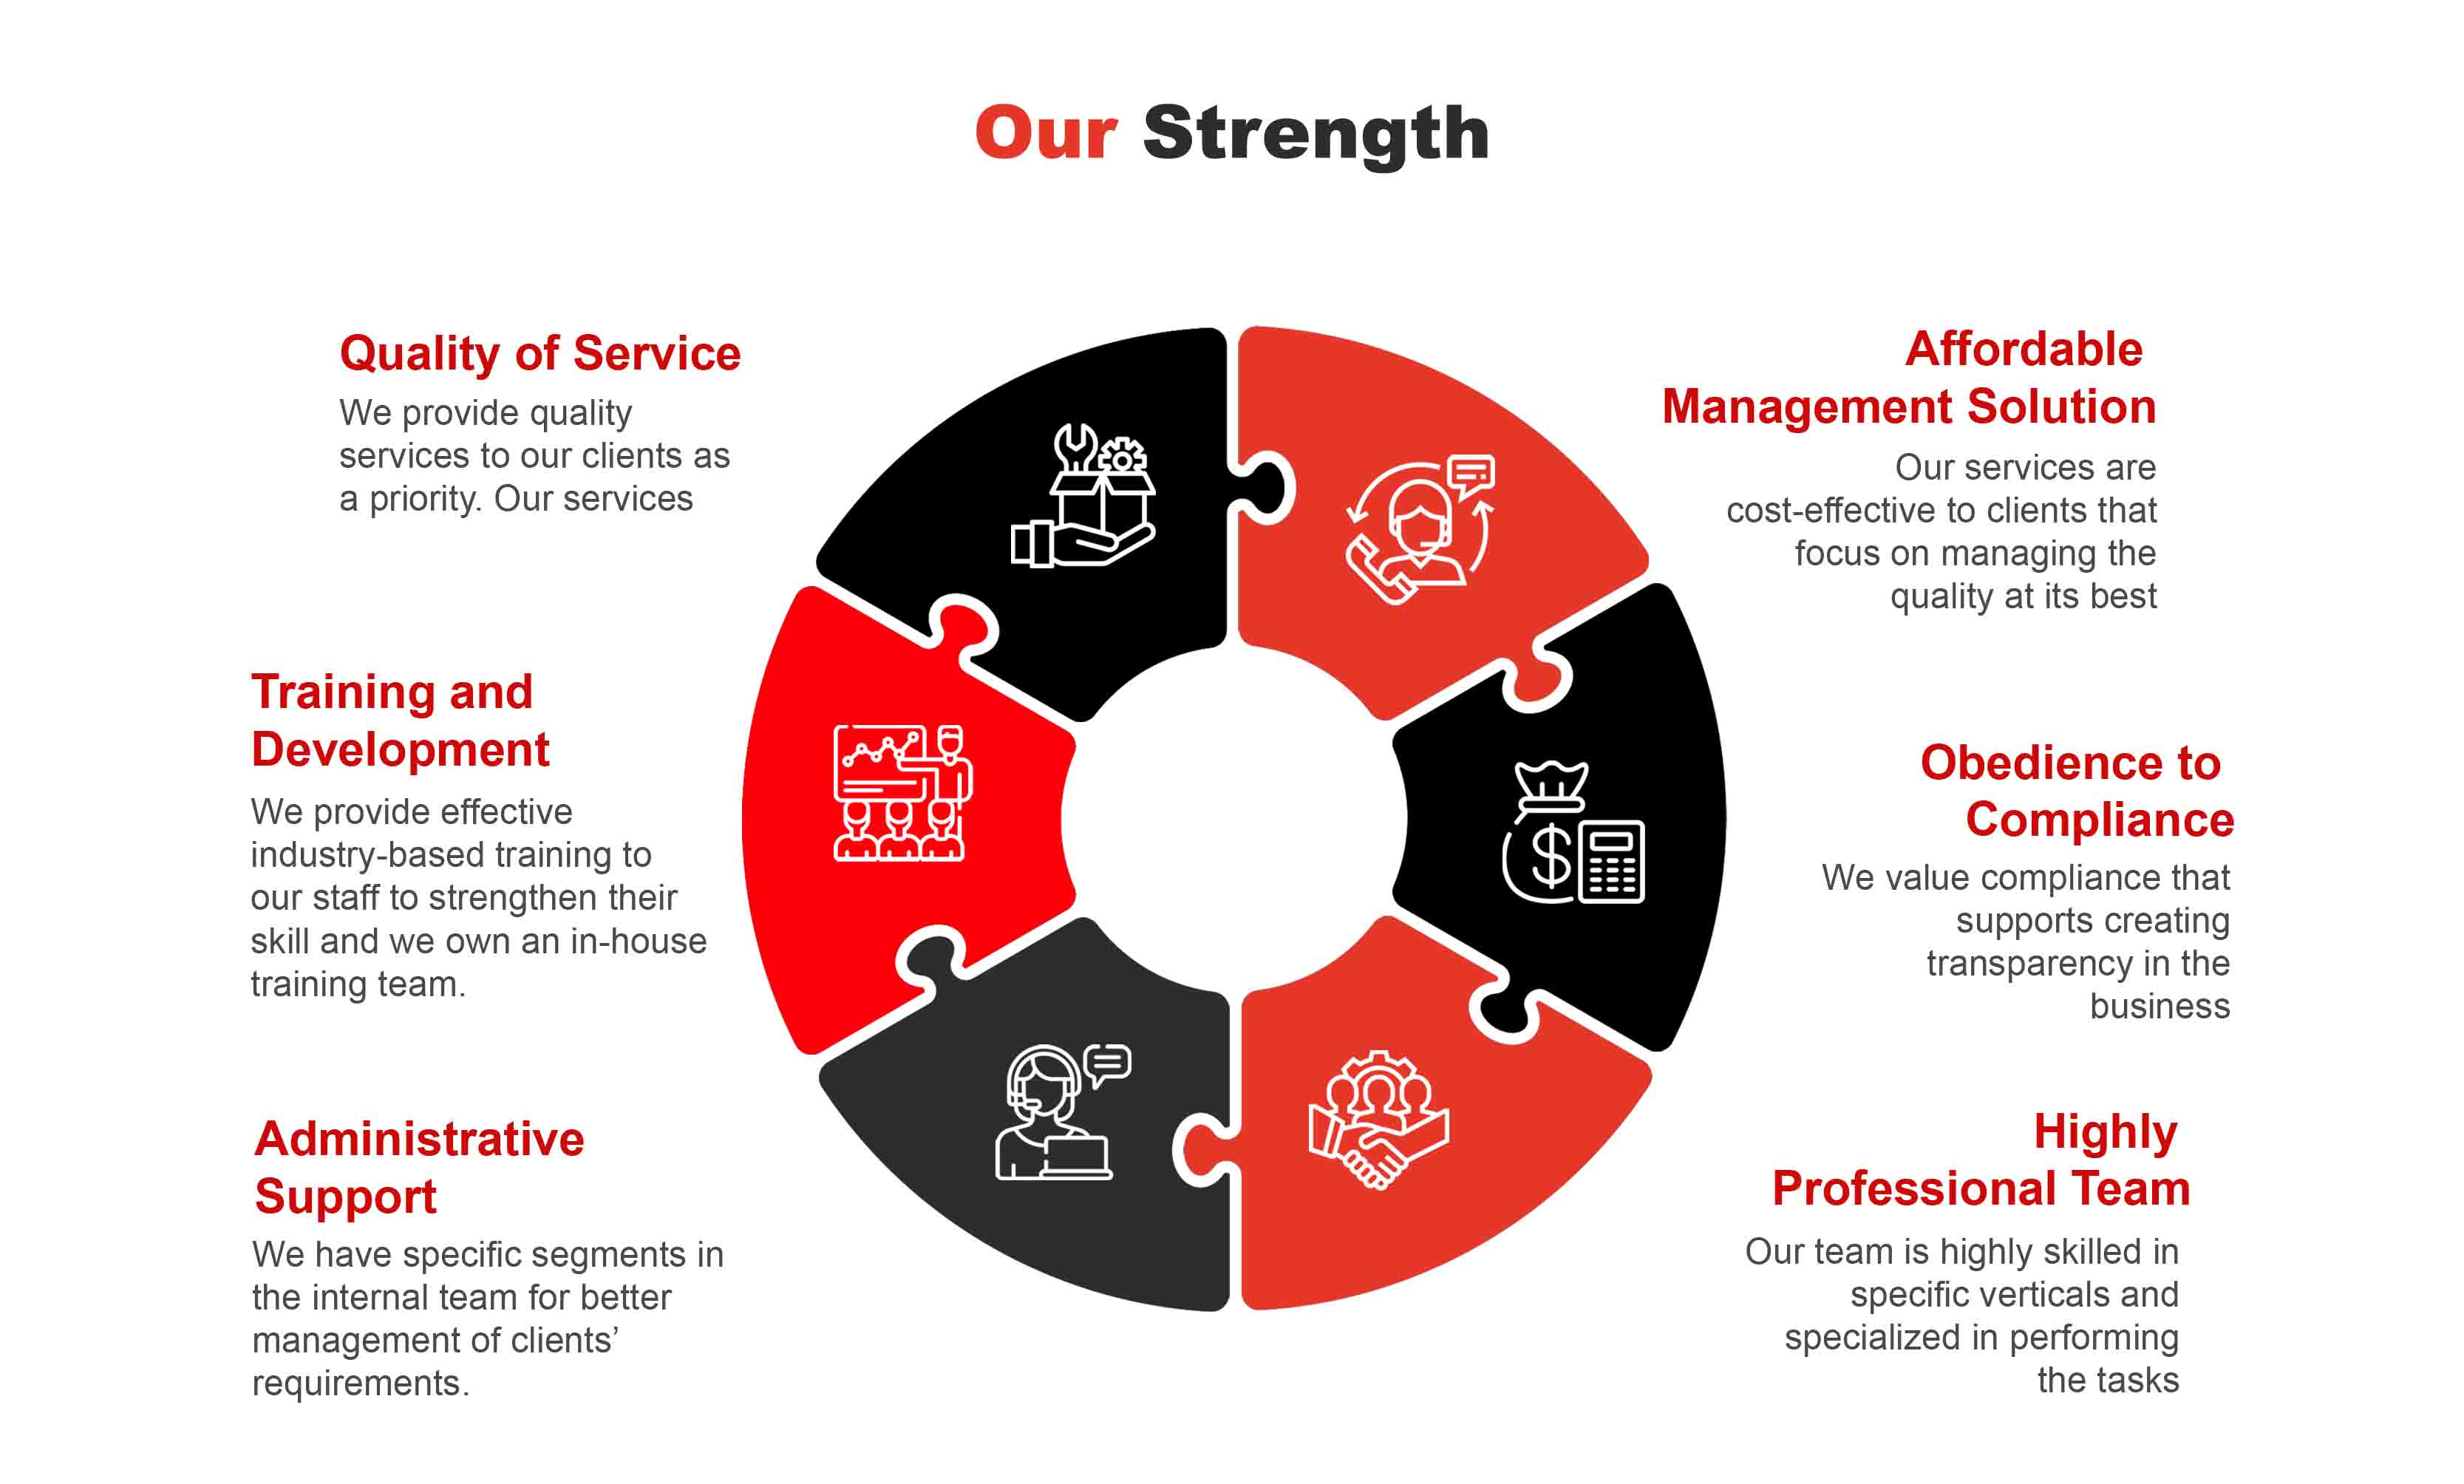 Our Strength
Quality of Service
We provide quality
services to our clients as
a priority. Our services
Training and
Development
We provide effective
industry-based training to
our staff to strengthen their
skill and we own an in-house
training team.
Administrative
Support
We have specific segments in
the internal team for better
management of clients’
requirements.
Affordable
Management Solution
Our services are
cost-effective to clients that
focus on managing the
quality at its best
Obedience to
Compliance
We value compliance that
supports creating
transparency in the
business
Highly
Professional Team
Our team is highly skilled in
specific verticals and
specialized in performing
the tasks
$